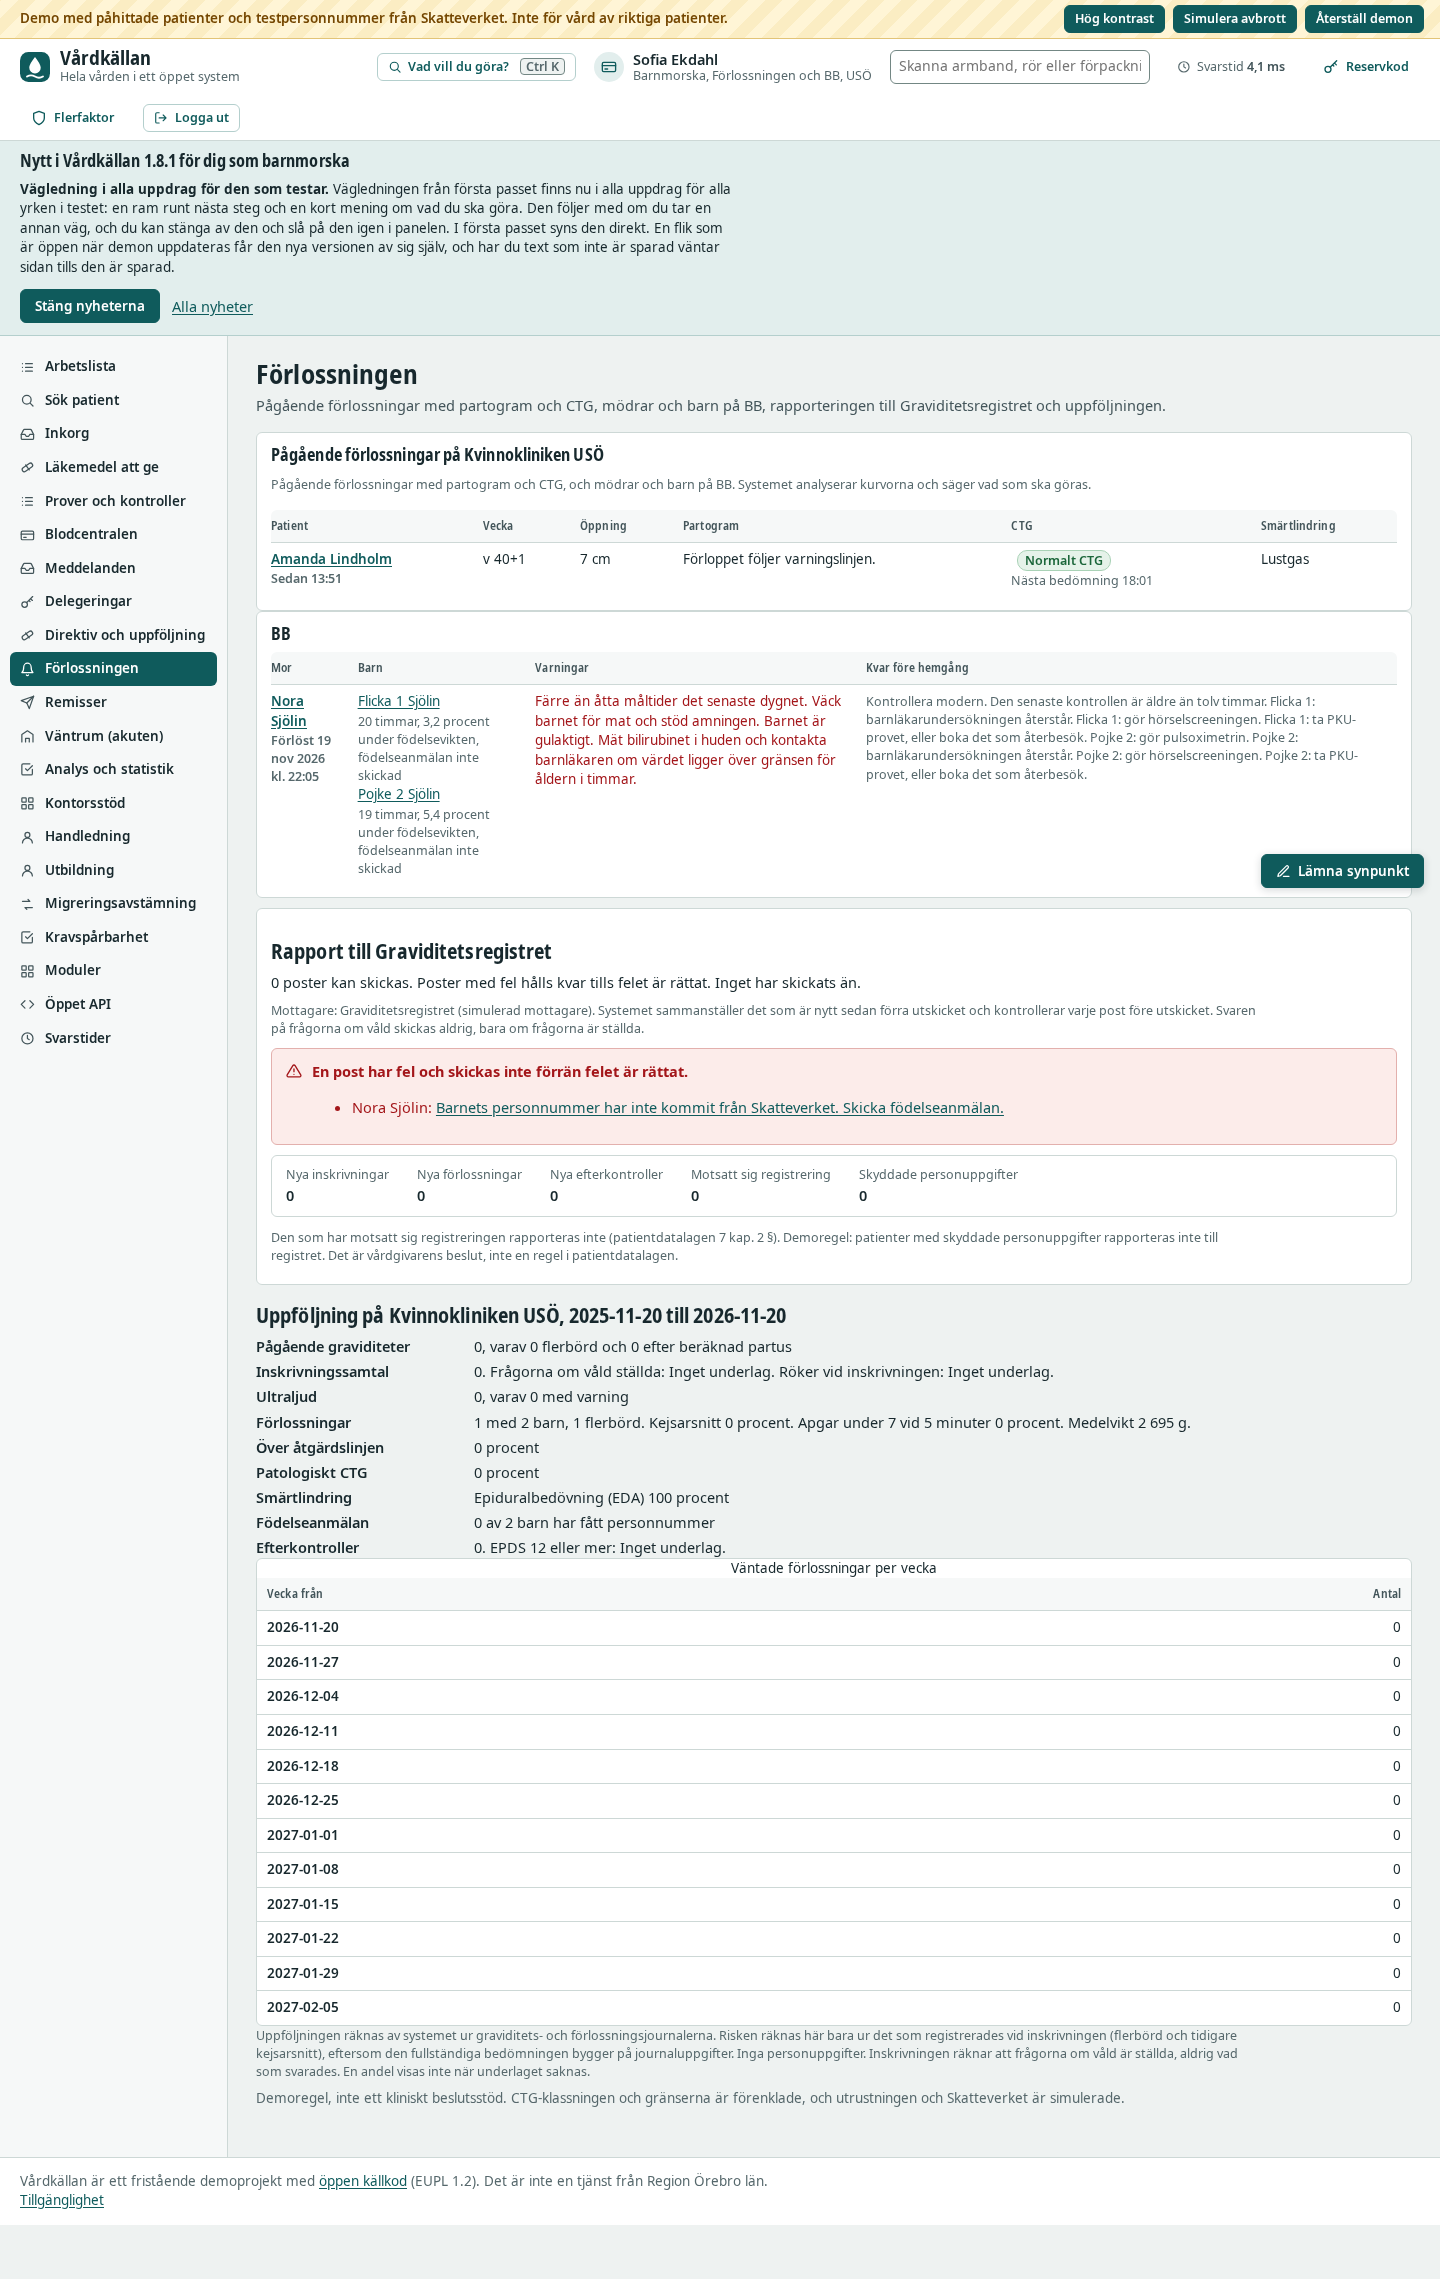 Demo med påhittade patienter och testpersonnummer från Skatteverket. Inte för vård av riktiga patienter.
Hög kontrast
Simulera avbrott
Återställ demon
Vårdkällan
Hela vården i ett öppet system
Vad vill du göra? Ctrl K
Sofia Ekdahl
Barnmorska, Förlossningen och BB, USÖ
Skanna armband, rör eller förpackni
Svarstid 4,1 ms
Reservkod
Flerfaktor
Logga ut
Nytt i Vårdkällan 1.8.1 för dig som barnmorska
Vägledning i alla uppdrag för den som testar. Vägledningen från första passet finns nu i alla uppdrag för alla
yrken i testet: en ram runt nästa steg och en kort mening om vad du ska göra. Den följer med om du tar en
annan väg, och du kan stänga av den och slå på den igen i panelen. I första passet syns den direkt. En flik som
är öppen när demon uppdateras får den nya versionen av sig själv, och har du text som inte är sparad väntar
sidan tills den är sparad.
Stäng nyheterna
Alla nyheter
Arbetslista
Sök patient
Inkorg
Läkemedel att ge
Prover och kontroller
Blodcentralen
Meddelanden
Delegeringar
Direktiv och uppföljning
Förlossningen
Remisser
Väntrum (akuten)
Analys och statistik
Kontorsstöd
Handledning
Utbildning
Migreringsavstämning
Kravspårbarhet
Moduler
Öppet API
Svarstider
Förlossningen
Pågående förlossningar med partogram och CTG, mödrar och barn på BB, rapporteringen till Graviditetsregistret och uppföljningen.
Pågående förlossningar på Kvinnokliniken USÖ
Pågående förlossningar med partogram och CTG, och mödrar och barn på BB. Systemet analyserar kurvorna och säger vad som ska göras.
Patient Vecka Öppning Partogram CTG Smärtlindring
Amanda Lindholm v 40+1 7 cm Förloppet följer varningslinjen. Normalt CTG Lustgas
Sedan 13:51 Nästa bedömning 18:01
BB
Mor Barn Varningar Kvar före hemgång
Nora
Sjölin
Förlöst 19
nov 2026
kl. 22:05
Flicka 1 Sjölin
20 timmar, 3,2 procent
under födelsevikten,
födelseanmälan inte
skickad
Pojke 2 Sjölin
19 timmar, 5,4 procent
under födelsevikten,
födelseanmälan inte
skickad
Färre än åtta måltider det senaste dygnet. Väck
barnet för mat och stöd amningen. Barnet är
gulaktigt. Mät bilirubinet i huden och kontakta
barnläkaren om värdet ligger över gränsen för
åldern i timmar.
Kontrollera modern. Den senaste kontrollen är äldre än tolv timmar. Flicka 1:
barnläkarundersökningen återstår. Flicka 1: gör hörselscreeningen. Flicka 1: ta PKU-
provet, eller boka det som återbesök. Pojke 2: gör pulsoximetrin. Pojke 2:
barnläkarundersökningen återstår. Pojke 2: gör hörselscreeningen. Pojke 2: ta PKU-
provet, eller boka det som återbesök.
Lämna synpunkt
Rapport till Graviditetsregistret
0 poster kan skickas. Poster med fel hålls kvar tills felet är rättat. Inget har skickats än.
Mottagare: Graviditetsregistret (simulerad mottagare). Systemet sammanställer det som är nytt sedan förra utskicket och kontrollerar varje post före utskicket. Svaren
på frågorna om våld skickas aldrig, bara om frågorna är ställda.
En post har fel och skickas inte förrän felet är rättat.
• Nora Sjölin: Barnets personnummer har inte kommit från Skatteverket. Skicka födelseanmälan.
Nya inskrivningar Nya förlossningar Nya efterkontroller Motsatt sig registrering Skyddade personuppgifter
0 0 0 0 0
Den som har motsatt sig registreringen rapporteras inte (patientdatalagen 7 kap. 2 §). Demoregel: patienter med skyddade personuppgifter rapporteras inte till
registret. Det är vårdgivarens beslut, inte en regel i patientdatalagen.
Uppföljning på Kvinnokliniken USÖ, 2025-11-20 till 2026-11-20
Pågående graviditeter 0, varav 0 flerbörd och 0 efter beräknad partus
Inskrivningssamtal 0. Frågorna om våld ställda: Inget underlag. Röker vid inskrivningen: Inget underlag.
Ultraljud 0, varav 0 med varning
Förlossningar 1 med 2 barn, 1 flerbörd. Kejsarsnitt 0 procent. Apgar under 7 vid 5 minuter 0 procent. Medelvikt 2 695 g.
Över åtgärdslinjen 0 procent
Patologiskt CTG 0 procent
Smärtlindring Epiduralbedövning (EDA) 100 procent
Födelseanmälan 0 av 2 barn har fått personnummer
Efterkontroller 0. EPDS 12 eller mer: Inget underlag.
Väntade förlossningar per vecka
Vecka från Antal
2026-11-20 0
2026-11-27 0
2026-12-04 0
2026-12-11 0
2026-12-18 0
2026-12-25 0
2027-01-01 0
2027-01-08 0
2027-01-15 0
2027-01-22 0
2027-01-29 0
2027-02-05 0
Uppföljningen räknas av systemet ur graviditets- och förlossningsjournalerna. Risken räknas här bara ur det som registrerades vid inskrivningen (flerbörd och tidigare
kejsarsnitt), eftersom den fullständiga bedömningen bygger på journaluppgifter. Inga personuppgifter. Inskrivningen räknar att frågorna om våld är ställda, aldrig vad
som svarades. En andel visas inte när underlaget saknas.
Demoregel, inte ett kliniskt beslutsstöd. CTG-klassningen och gränserna är förenklade, och utrustningen och Skatteverket är simulerade.
Vårdkällan är ett fristående demoprojekt med öppen källkod (EUPL 1.2). Det är inte en tjänst från Region Örebro län.
Tillgänglighet